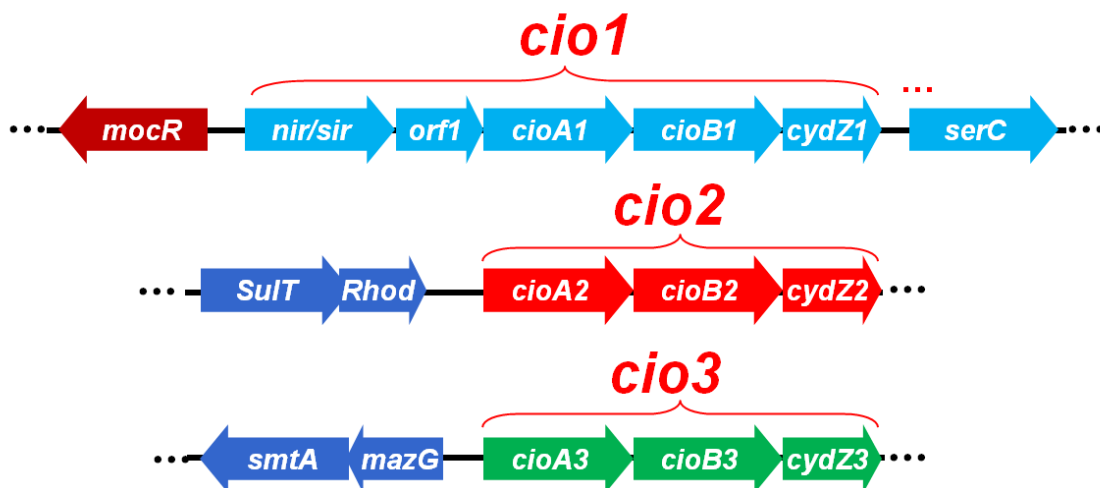 cio1
... mocR nir/sir orf1 cioA1 cioB1 cydZ1 ... serC ...
cio2
... SulT Rhod cioA2 cioB2 cydZ2 ...
cio3
... smtA mazG cioA3 cioB3 cydZ3 ...